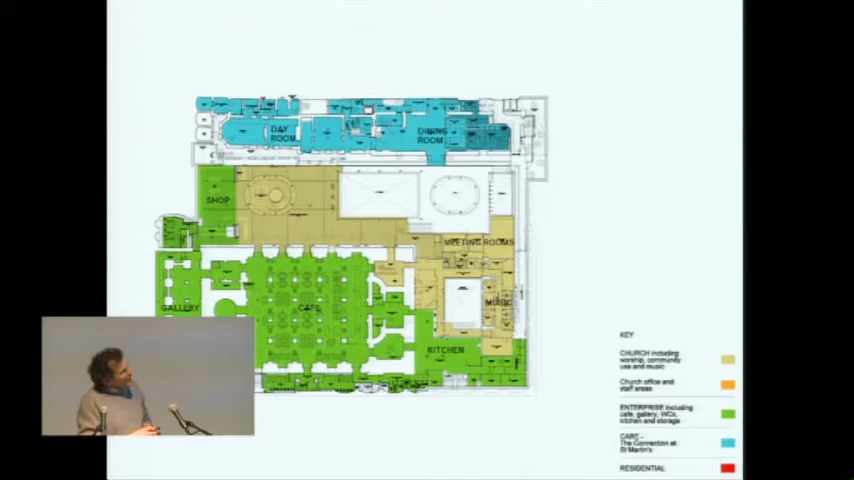 DAY
ROOM
DINING
ROOM
SHOP
MEETING ROOMS
MUSIC
GALLERY
CAFE
KITCHEN
KEY
CHURCH including
worship, community
use and music
Church office and
staff areas
ENTERPRISE including
cafe, gallery, WCs,
kitchen and storage
CARE -
The Connection at
St Martin's
RESIDENTIAL